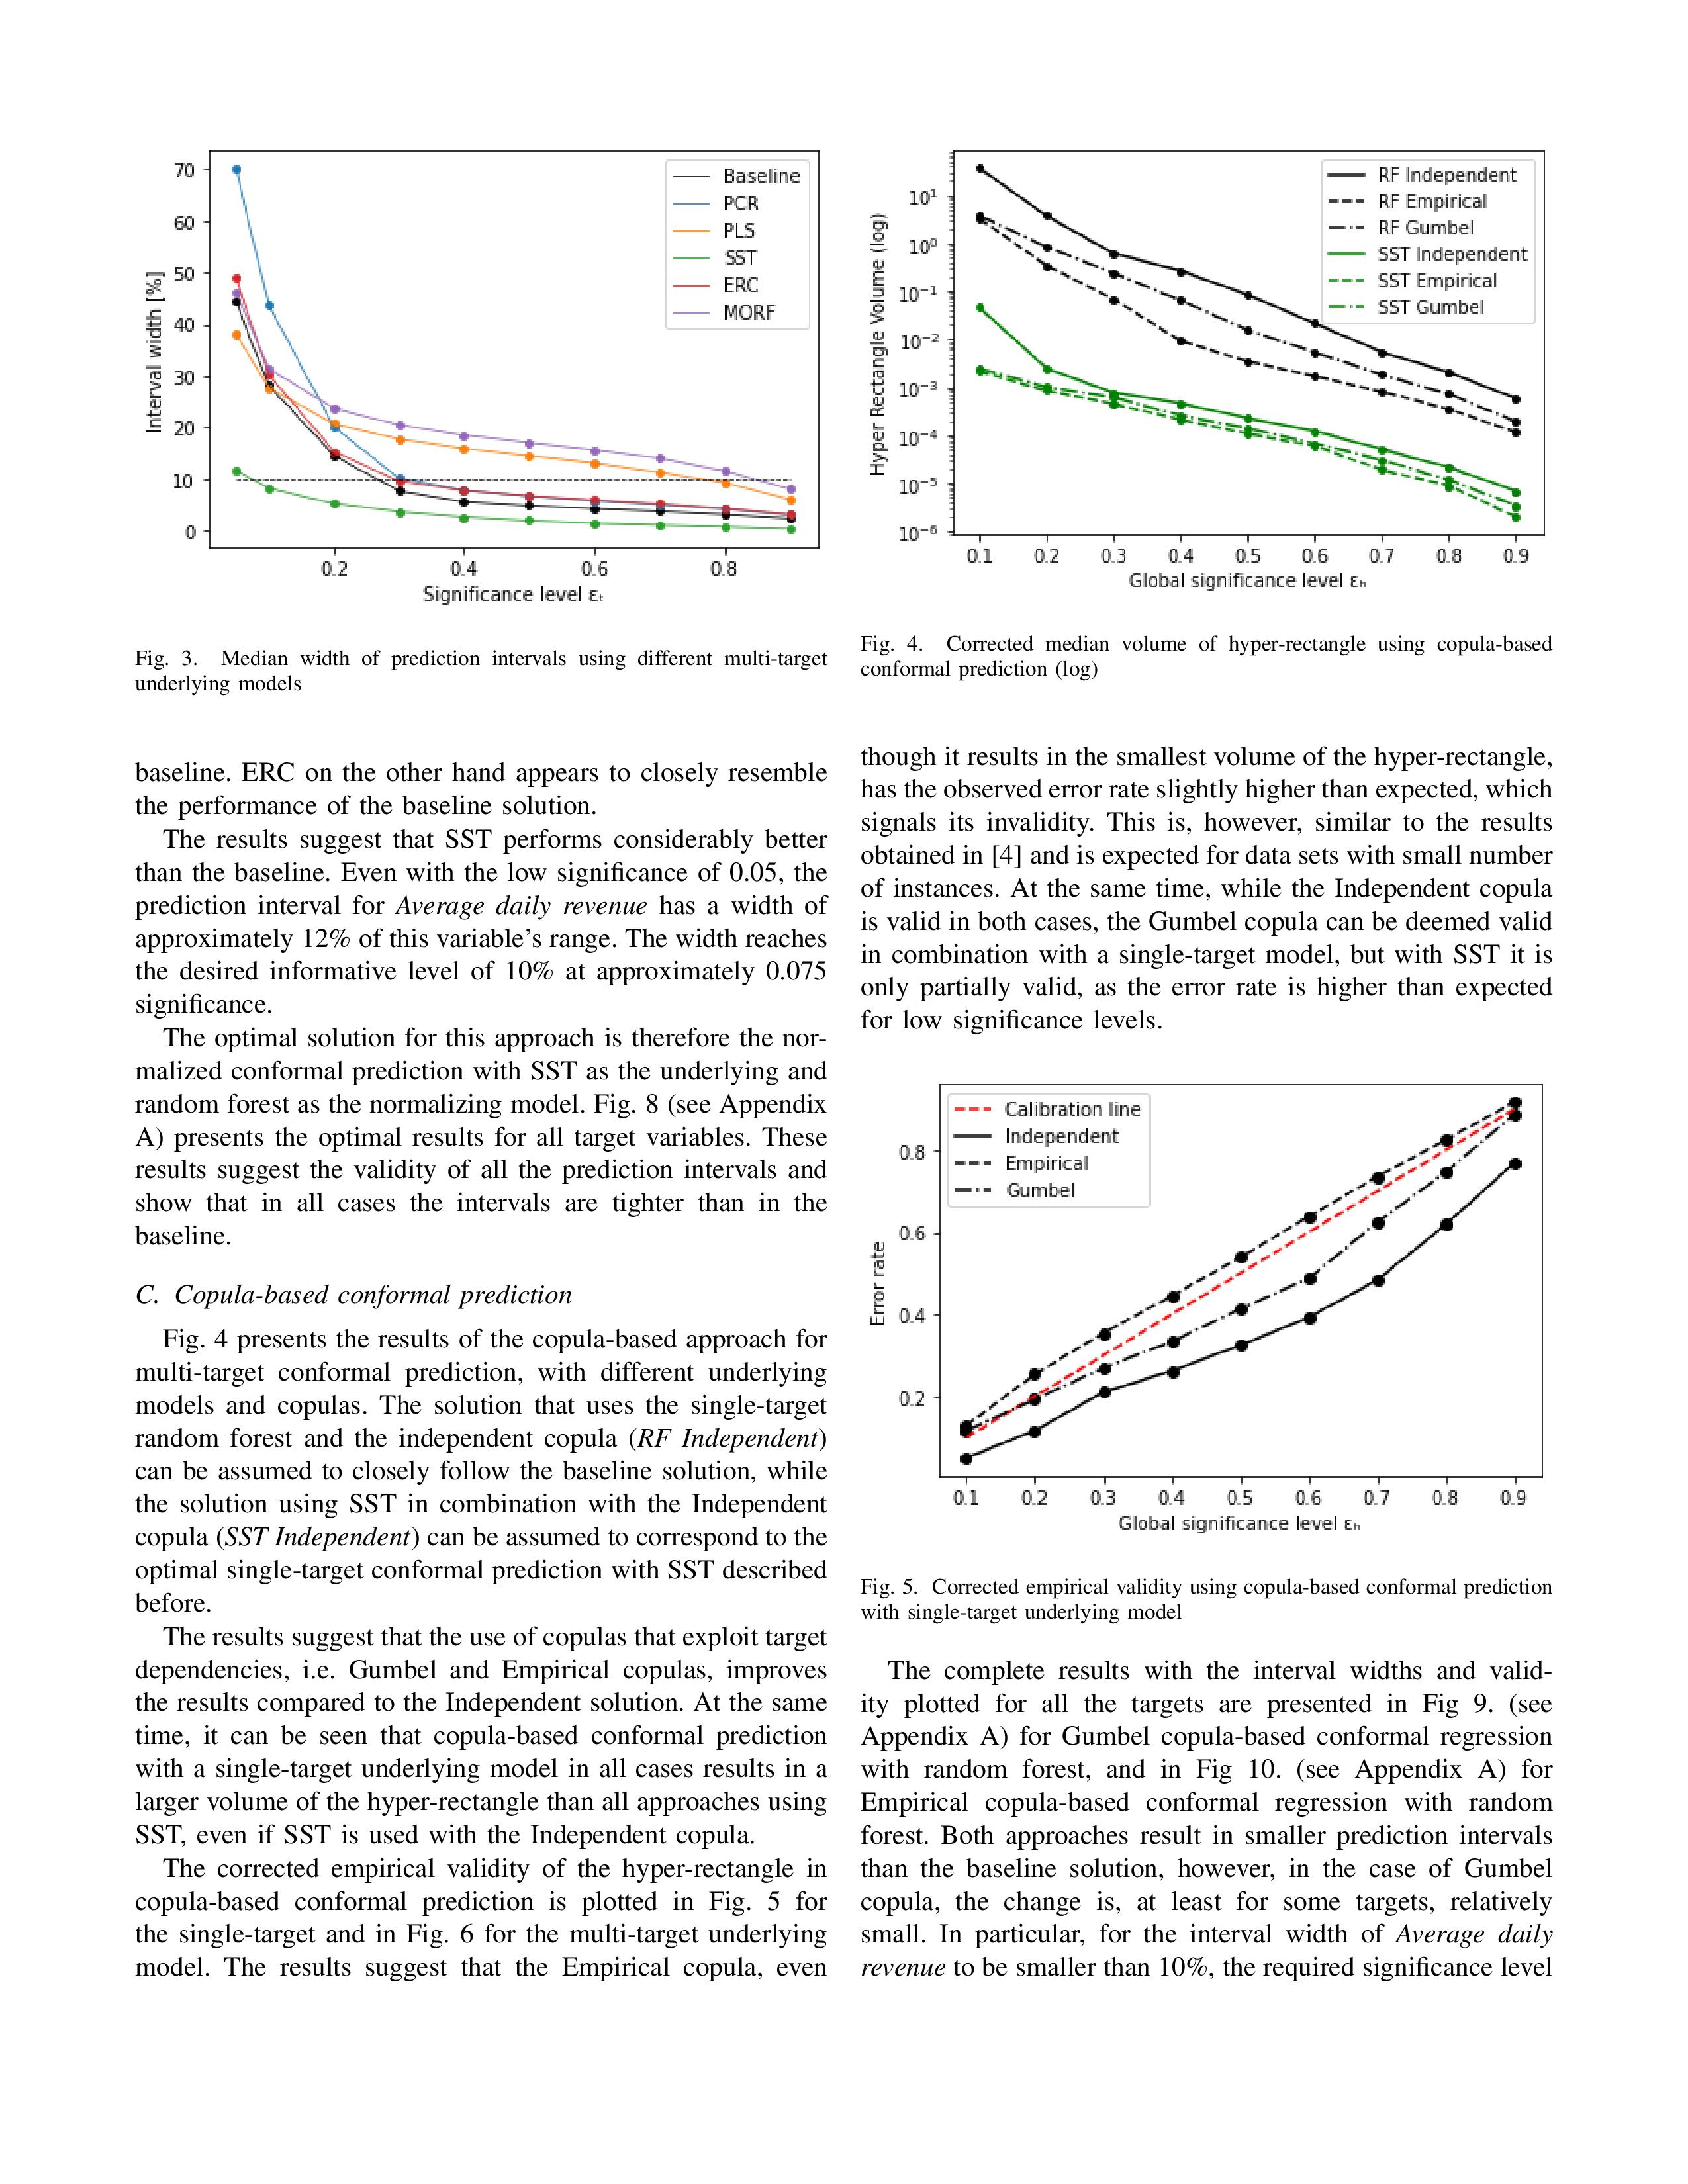 70
60
50
40
30
20
10
0
Interval width [%]
0.2 0.4 0.6 0.8
Significance level εₜ
Baseline
PCR
PLS
SST
ERC
MORF
Fig. 3. Median width of prediction intervals using different multi-target
underlying models
baseline. ERC on the other hand appears to closely resemble
the performance of the baseline solution.
The results suggest that SST performs considerably better
than the baseline. Even with the low significance of 0.05, the
prediction interval for Average daily revenue has a width of
approximately 12% of this variable's range. The width reaches
the desired informative level of 10% at approximately 0.075
significance.
The optimal solution for this approach is therefore the nor-
malized conformal prediction with SST as the underlying and
random forest as the normalizing model. Fig. 8 (see Appendix
A) presents the optimal results for all target variables. These
results suggest the validity of all the prediction intervals and
show that in all cases the intervals are tighter than in the
baseline.
C. Copula-based conformal prediction
Fig. 4 presents the results of the copula-based approach for
multi-target conformal prediction, with different underlying
models and copulas. The solution that uses the single-target
random forest and the independent copula (RF Independent)
can be assumed to closely follow the baseline solution, while
the solution using SST in combination with the Independent
copula (SST Independent) can be assumed to correspond to the
optimal single-target conformal prediction with SST described
before.
The results suggest that the use of copulas that exploit target
dependencies, i.e. Gumbel and Empirical copulas, improves
the results compared to the Independent solution. At the same
time, it can be seen that copula-based conformal prediction
with a single-target underlying model in all cases results in a
larger volume of the hyper-rectangle than all approaches using
SST, even if SST is used with the Independent copula.
The corrected empirical validity of the hyper-rectangle in
copula-based conformal prediction is plotted in Fig. 5 for
the single-target and in Fig. 6 for the multi-target underlying
model. The results suggest that the Empirical copula, even
10¹
10⁰
10⁻¹
10⁻²
10⁻³
10⁻⁴
10⁻⁵
10⁻⁶
Hyper Rectangle Volume (log)
0.1 0.2 0.3 0.4 0.5 0.6 0.7 0.8 0.9
Global significance level εₕ
RF Independent
RF Empirical
RF Gumbel
SST Independent
SST Empirical
SST Gumbel
Fig. 4. Corrected median volume of hyper-rectangle using copula-based
conformal prediction (log)
though it results in the smallest volume of the hyper-rectangle,
has the observed error rate slightly higher than expected, which
signals its invalidity. This is, however, similar to the results
obtained in [4] and is expected for data sets with small number
of instances. At the same time, while the Independent copula
is valid in both cases, the Gumbel copula can be deemed valid
in combination with a single-target model, but with SST it is
only partially valid, as the error rate is higher than expected
for low significance levels.
Calibration line
Independent
Empirical
Gumbel
0.8
0.6
0.4
0.2
Error rate
0.1 0.2 0.3 0.4 0.5 0.6 0.7 0.8 0.9
Global significance level εₕ
Fig. 5. Corrected empirical validity using copula-based conformal prediction
with single-target underlying model
The complete results with the interval widths and valid-
ity plotted for all the targets are presented in Fig 9. (see
Appendix A) for Gumbel copula-based conformal regression
with random forest, and in Fig 10. (see Appendix A) for
Empirical copula-based conformal regression with random
forest. Both approaches result in smaller prediction intervals
than the baseline solution, however, in the case of Gumbel
copula, the change is, at least for some targets, relatively
small. In particular, for the interval width of Average daily
revenue to be smaller than 10%, the required significance level